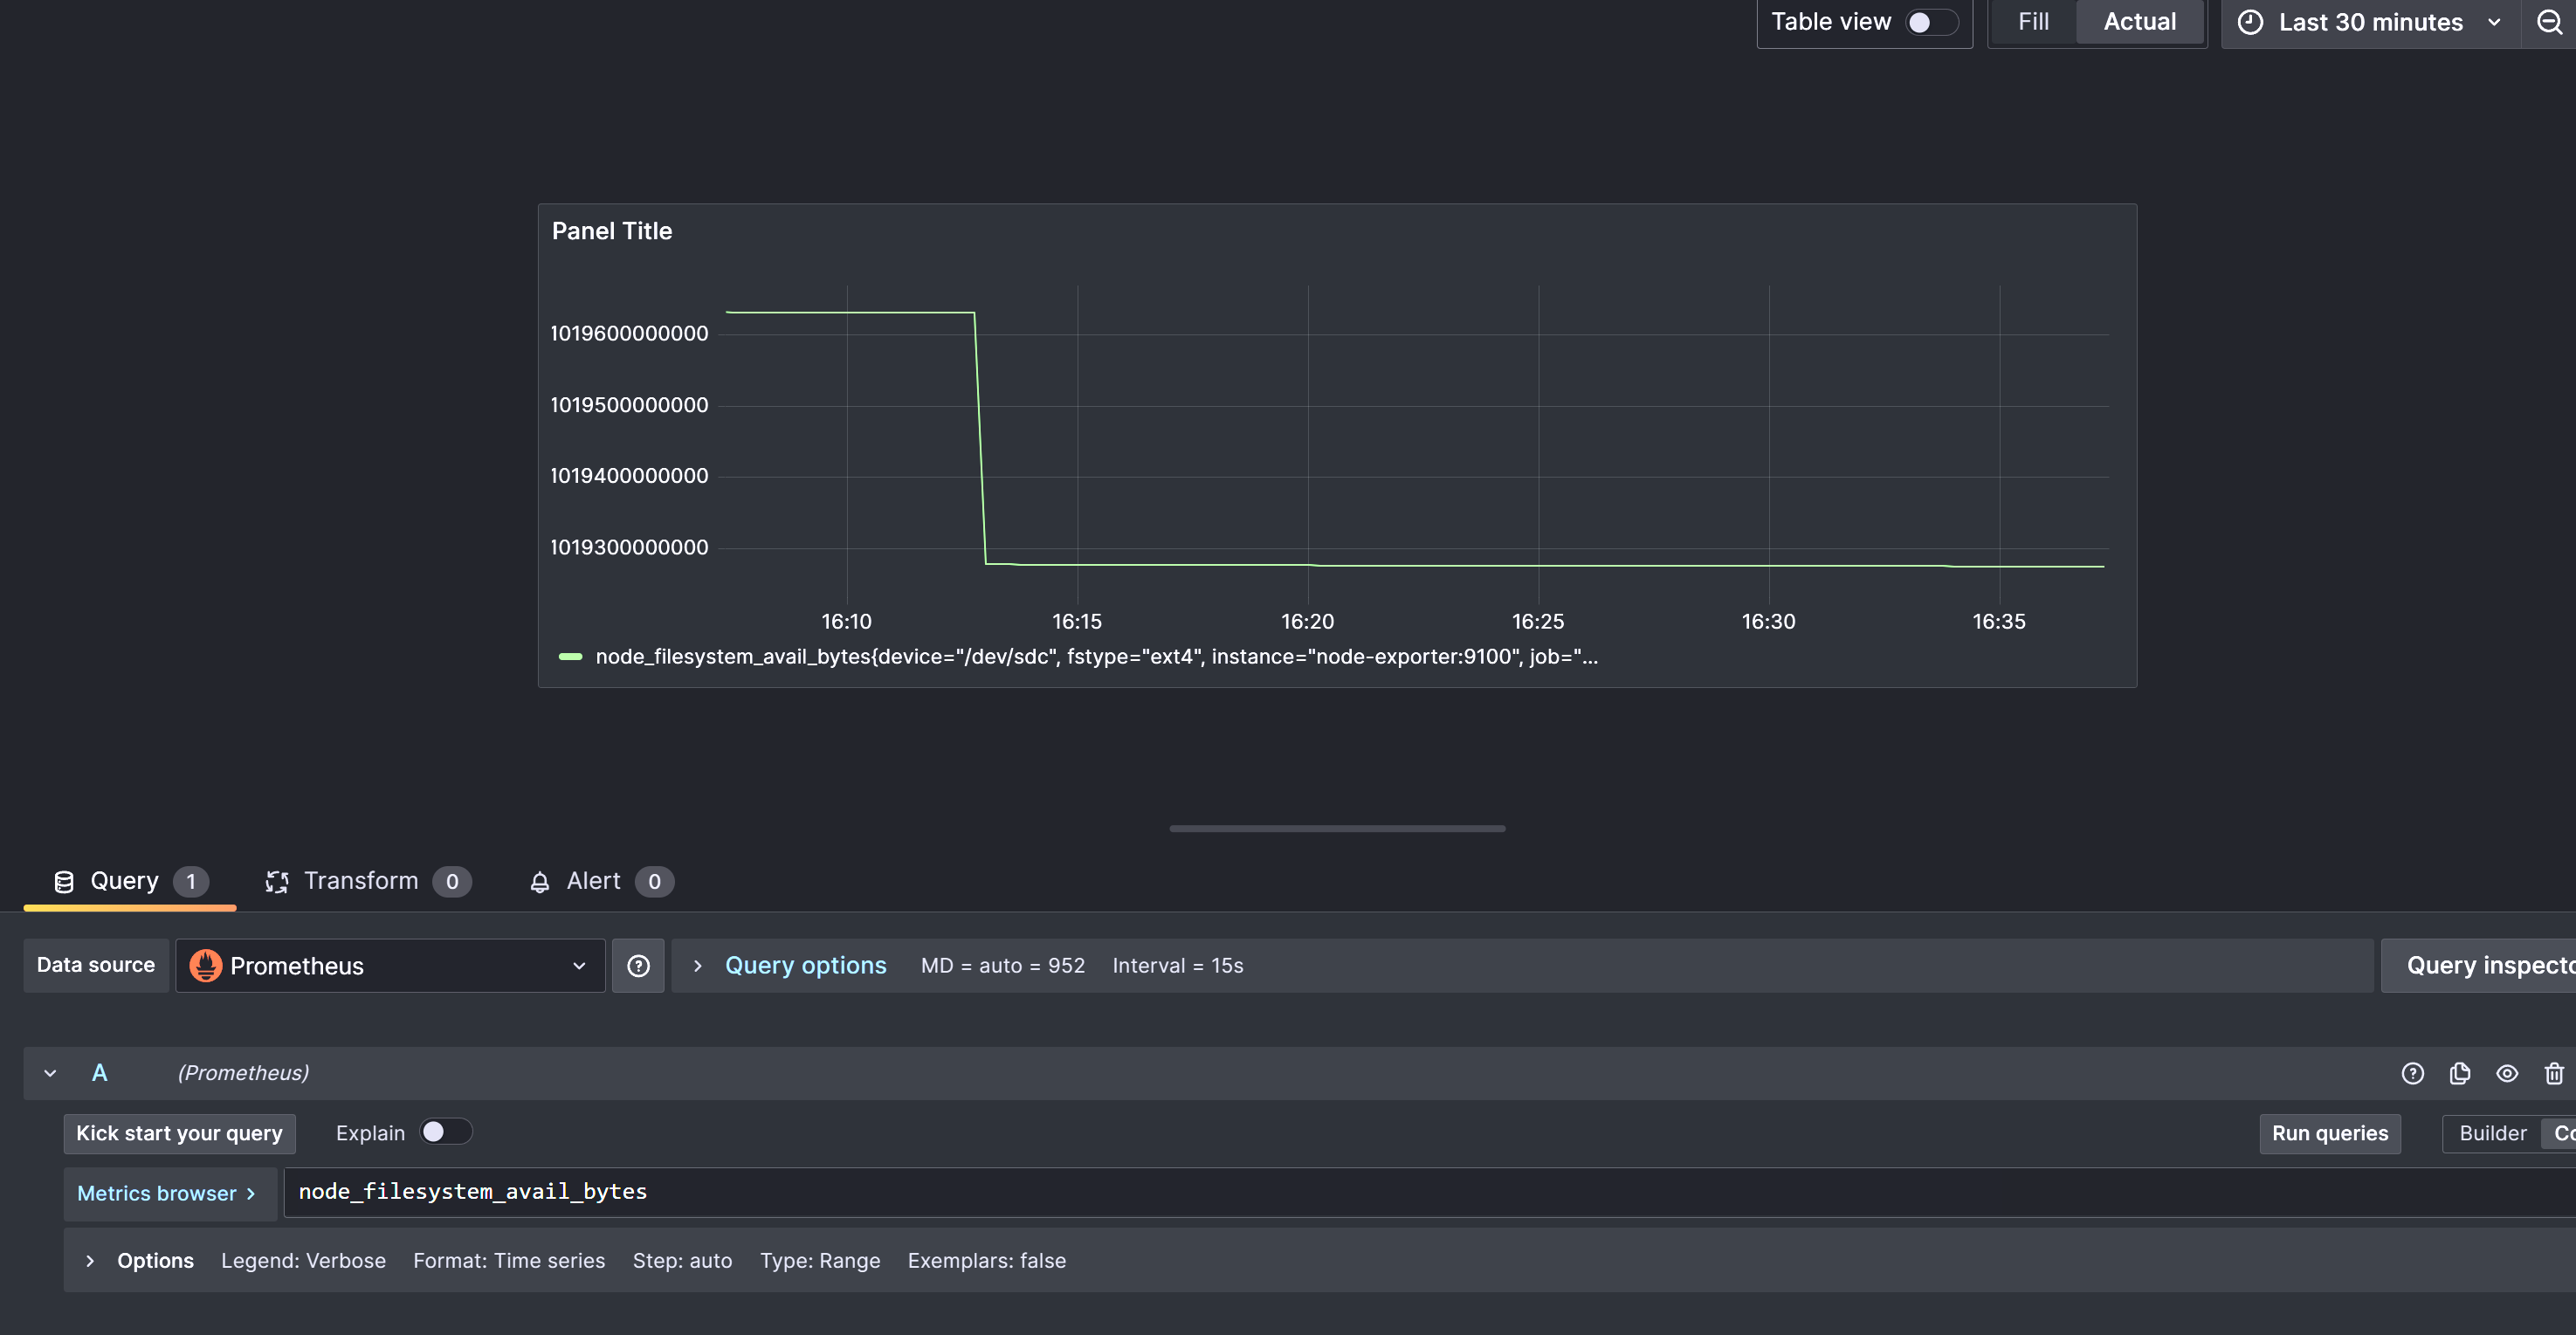 Table view Fill Actual Last 30 minutes
Panel Title
1019600000000
1019500000000
1019400000000
1019300000000
16:10 16:15 16:20 16:25 16:30 16:35
node_filesystem_avail_bytes{device="/dev/sdc", fstype="ext4", instance="node-exporter:9100", job="...
Query 1 Transform 0 Alert 0
Data source Prometheus Query options MD = auto = 952 Interval = 15s Query inspecto
A (Prometheus)
Kick start your query Explain Run queries Builder Co
Metrics browser > node_filesystem_avail_bytes
Options Legend: Verbose Format: Time series Step: auto Type: Range Exemplars: false